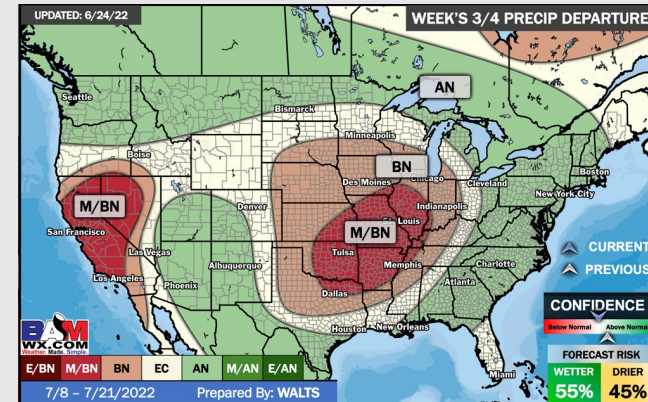 UPDATED: 6/24/22
WEEK'S 3/4 PRECIP DEPARTURE
Seattle
AN
Bismarck
Minneapolis
Boise
BN
Chicago
Boston
Des Moines
Cleveland
New York City
M/BN
Denver
Indianapolis
San Francisco
M/BN
St. Louis
Las Vegas
Tulsa
CURRENT
Albuquerque
Memphis
Charlotte
PREVIOUS
Los Angeles
Phoenix
Atlanta
Dallas
CONFIDENCE
Houston
New Orleans
Below Normal
Above Norma
BAM
WX.COM
Weather. Made. Simple.
FORECAST RISK
E/BN M/BN BN EC AN M/AN E/AN
Miami
WETTER
DRIER
7/8 – 7/21/2022
Prepared By: WALTS
55%
45%